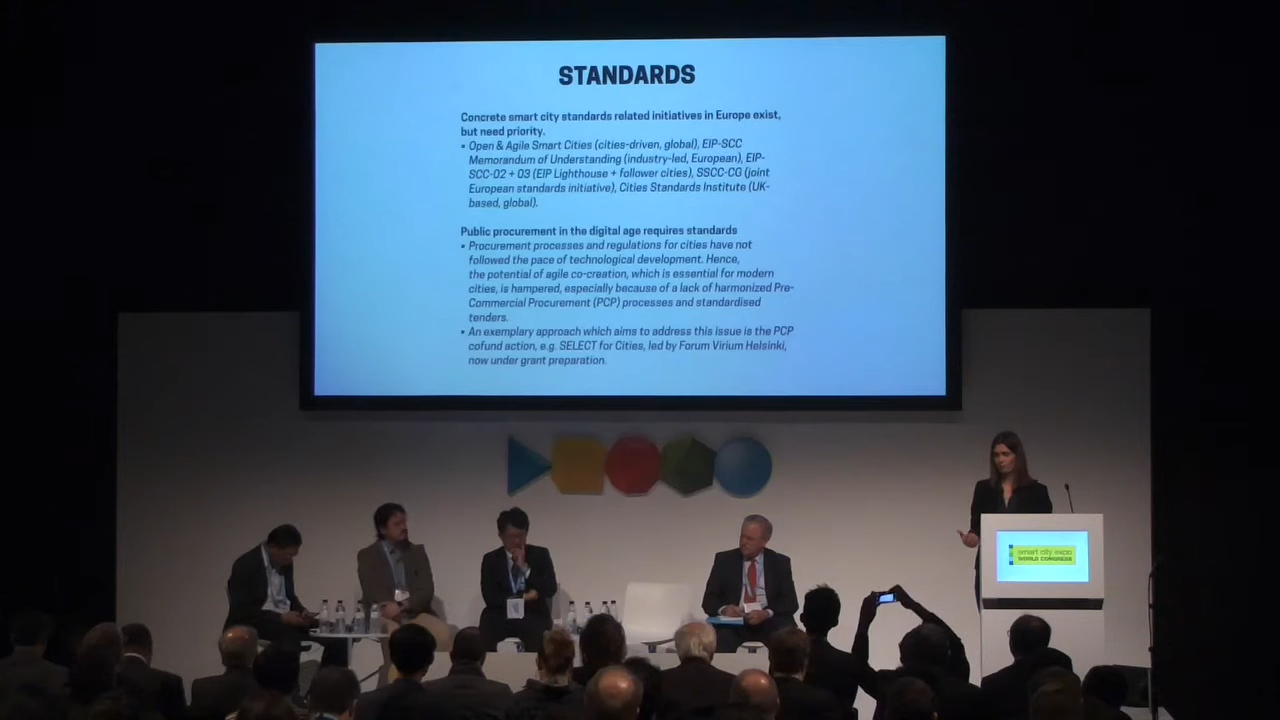 STANDARDS
Concrete smart city standards related initiatives in Europe exist,
but need priority.
▪ Open & Agile Smart Cities (cities-driven, global), EIP-SCC
Memorandum of Understanding (industry-led, European), EIP-
SCC-02 + 03 (EIP Lighthouse + follower cities), SSCC-CG (joint
European standards initiative), Cities Standards Institute (UK-
based, global).
Public procurement in the digital age requires standards
▪ Procurement processes and regulations for cities have not
followed the pace of technological development. Hence,
the potential of agile co-creation, which is essential for modern
cities, is hampered, especially because of a lack of harmonized Pre-
Commercial Procurement (PCP) processes and standardised
tenders.
▪ An exemplary approach which aims to address this issue is the PCP
cofund action, e.g. SELECT for Cities, led by Forum Virium Helsinki,
now under grant preparation.
smart city expo
WORLD CONGRESS